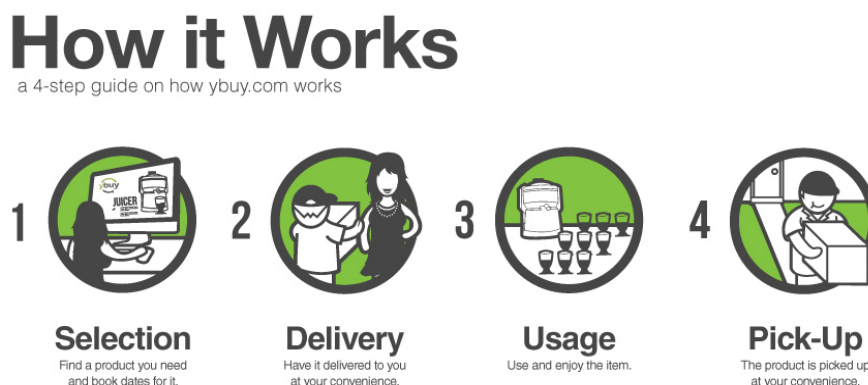 How it Works
a 4-step guide on how ybuy.com works
1
ybuy
JUICER
2
3
4
Selection
Find a product you need
and book dates for it.
Delivery
Have it delivered to you
at your convenience.
Usage
Use and enjoy the item.
Pick-Up
The product is picked up
at your convenience.